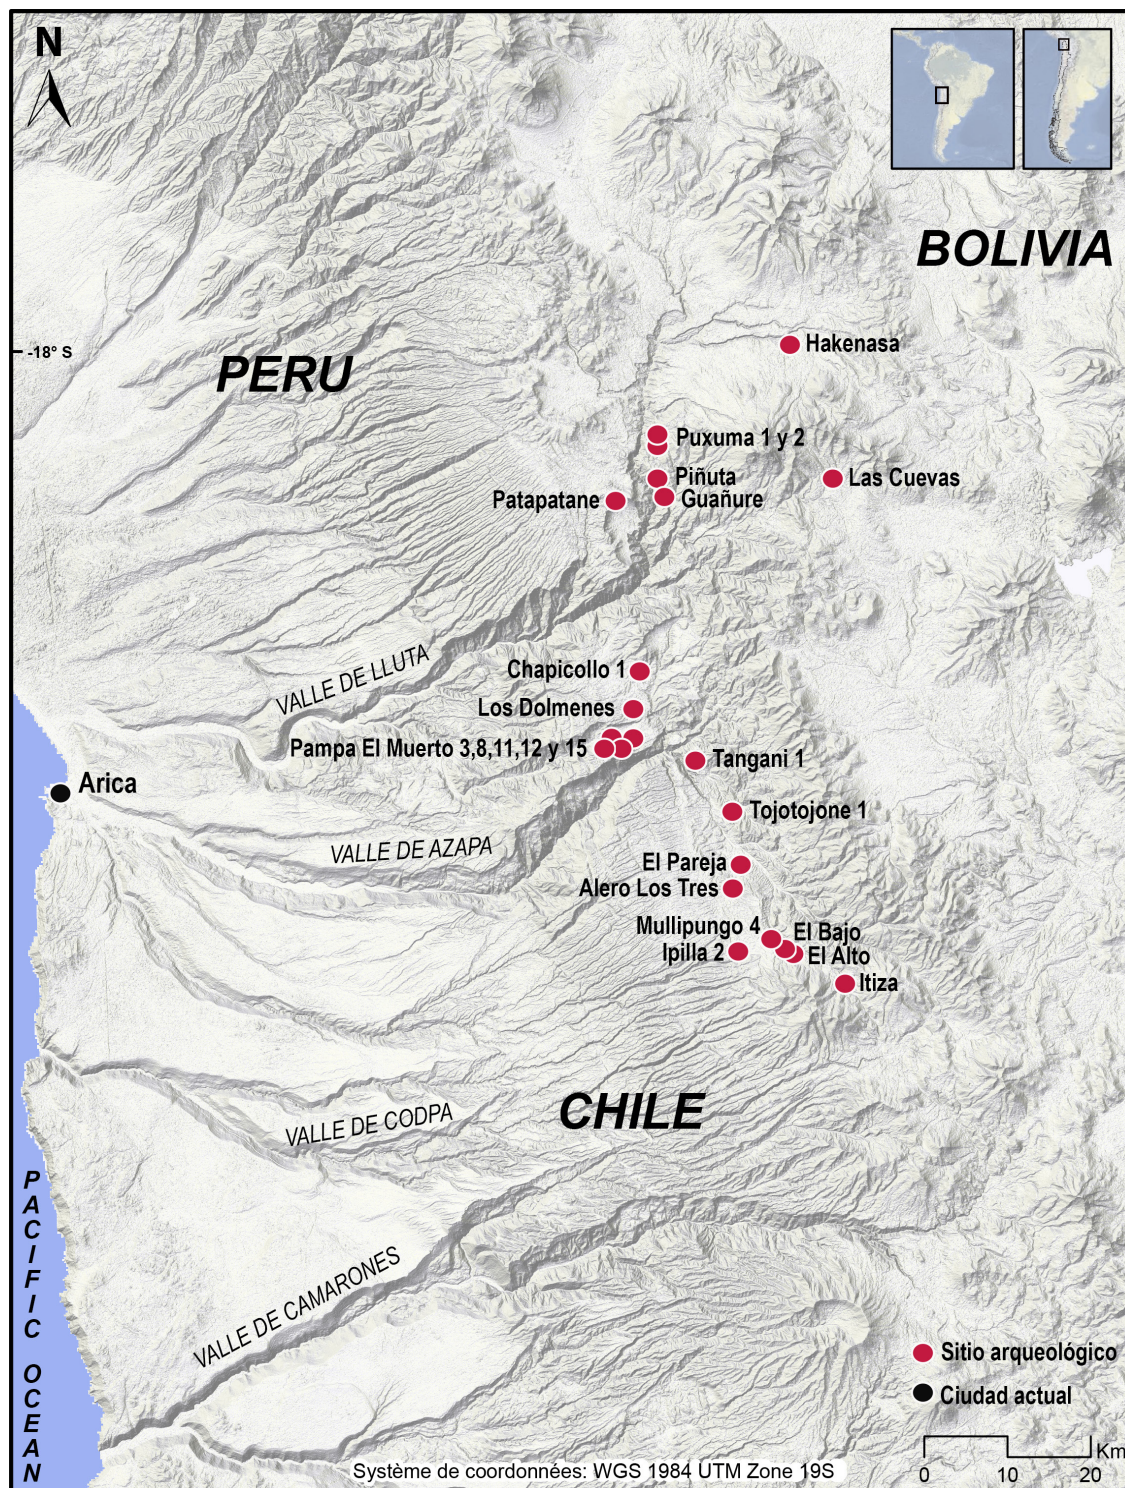 N
BOLIVIA
-18° S
PERU
Hakenasa
Puxuma 1 y 2
Piñuta
Las Cuevas
Guañure
Patapatane
VALLE DE LLUTA
Chapicollo 1
Los Dolmenes
Pampa El Muerto 3,8,11,12 y 15
Tangani 1
Arica
Tojotojone 1
VALLE DE AZAPA
El Pareja
Alero Los Tres
Mullipungo 4
El Bajo
Ipilla 2
El Alto
Itiza
CHILE
VALLE DE CODPA
PACIFIC OCEAN
VALLE DE CAMARONES
Sitio arqueológico
Ciudad actual
Km
0 10 20
Système de coordonnées: WGS 1984 UTM Zone 19S